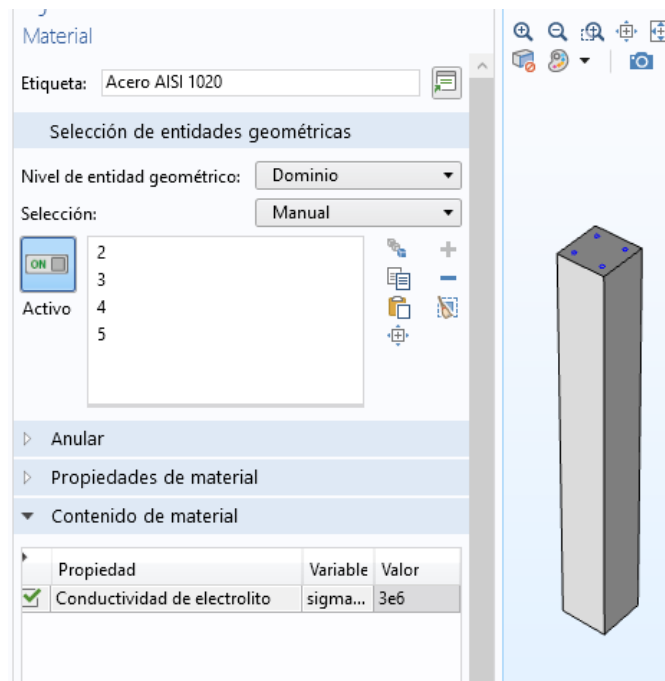 Material
Etiqueta: Acero AISI 1020
Selección de entidades geométricas
Nivel de entidad geométrico: Dominio
Selección: Manual
ON
Activo
2
3
4
5
Anular
Propiedades de material
Contenido de material
Propiedad Variable Valor
Conductividad de electrolito sigma... 3e6